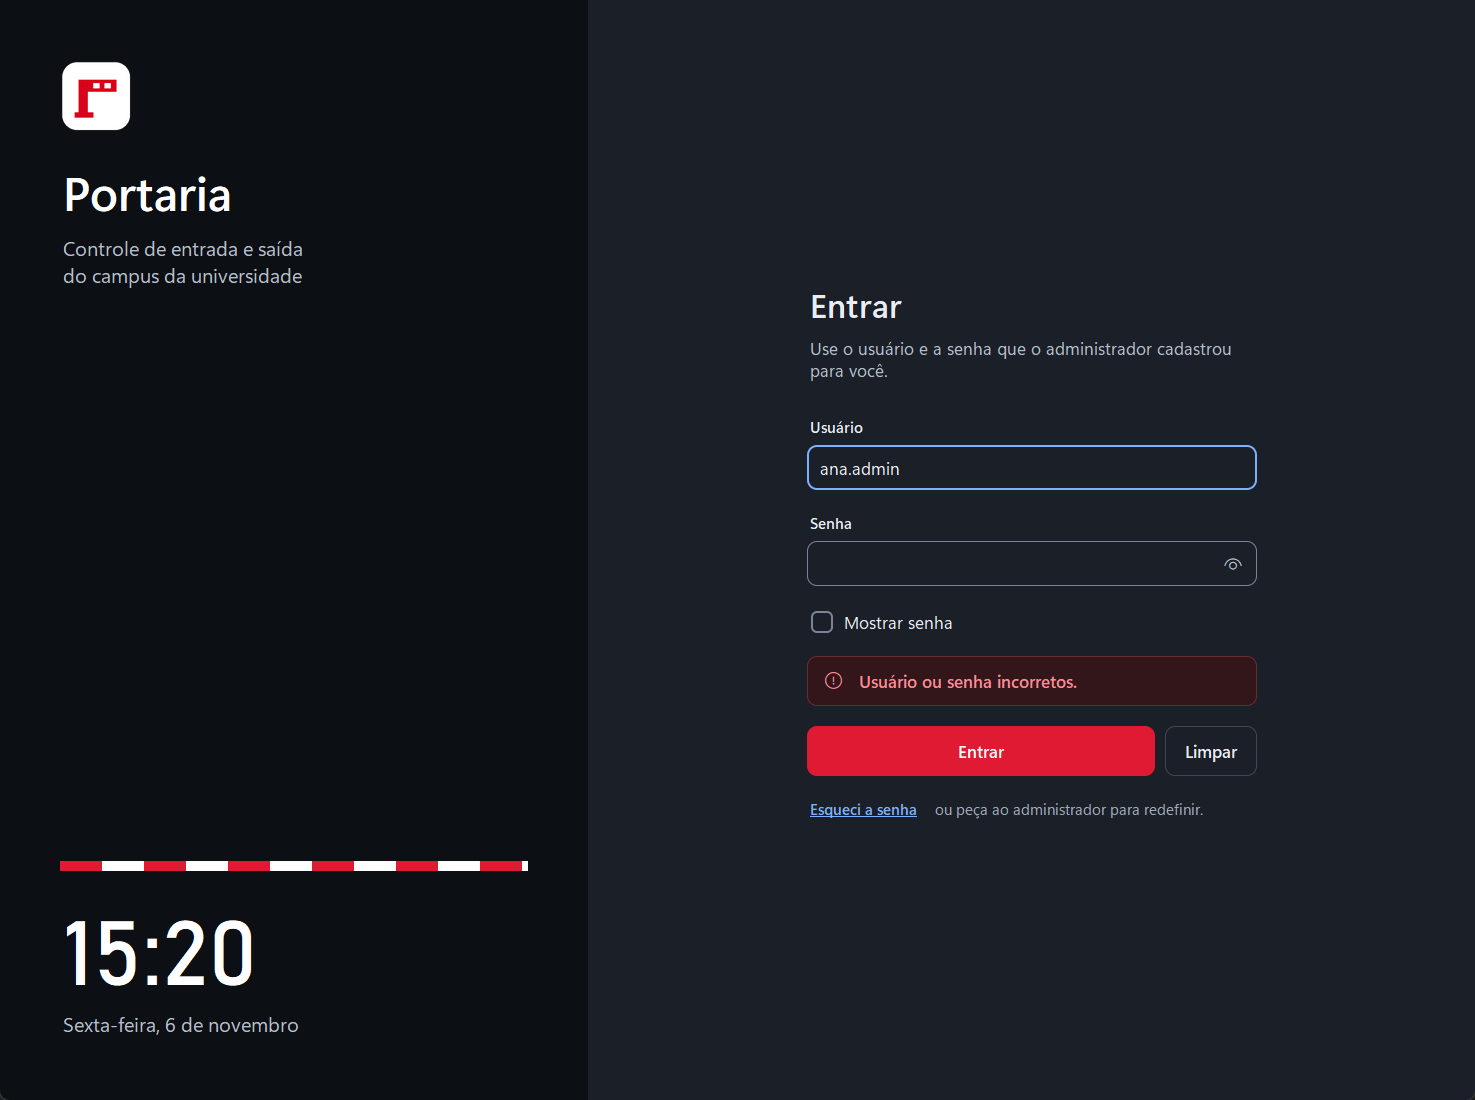 Portaria
Controle de entrada e saída
do campus da universidade
15:20
Sexta-feira, 6 de novembro
Entrar
Use o usuário e a senha que o administrador cadastrou
para você.
Usuário
ana.admin
Senha
Mostrar senha
Usuário ou senha incorretos.
Entrar
Limpar
Esqueci a senha ou peça ao administrador para redefinir.